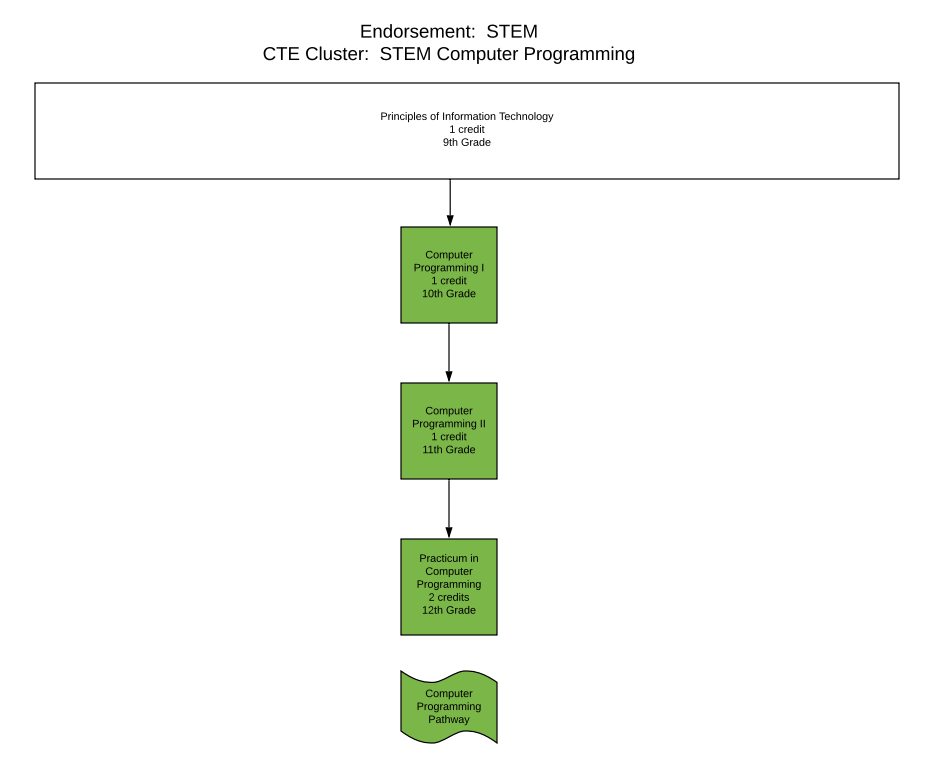 Endorsement:  STEM
CTE Cluster:  STEM Computer Programming
Principles of Information Technology
1 credit
9th Grade
Computer
Programming I
1 credit
10th Grade
Computer
Programming II
1 credit
11th Grade
Practicum in
Computer
Programming
2 credits
12th Grade
Computer
Programming
Pathway